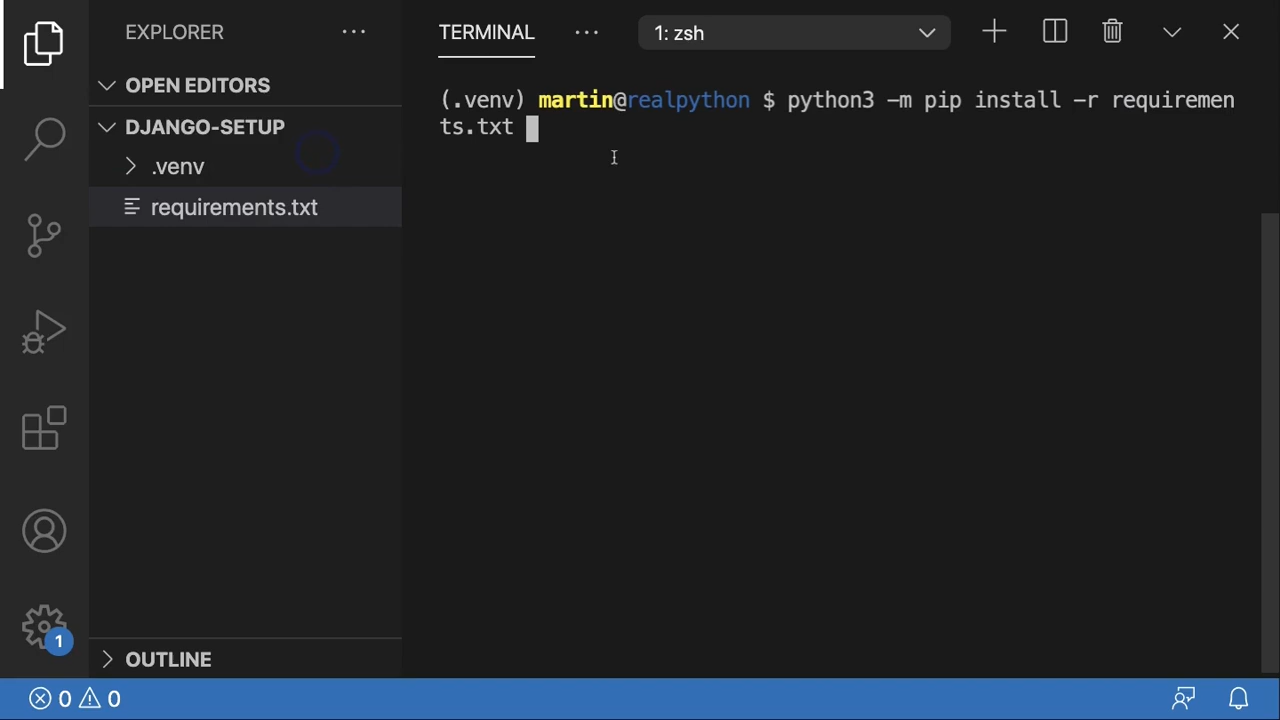 EXPLORER
TERMINAL
1: zsh
OPEN EDITORS
DJANGO-SETUP
.venv
requirements.txt
(.venv) martin@realpython $ python3 -m pip install -r requiremen
ts.txt
1
OUTLINE
0 0